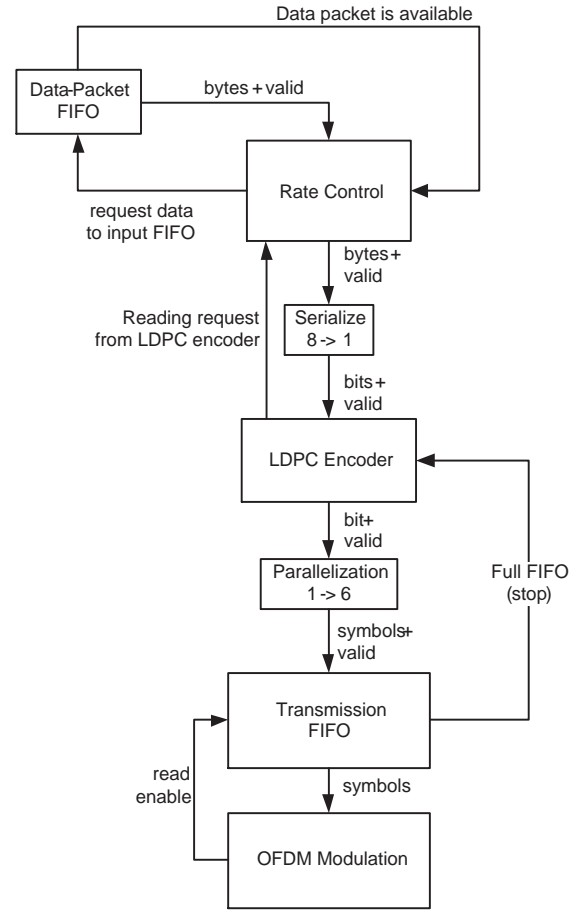 Data packet is available
Data-Packet
FIFO
bytes + valid
Rate Control
request data
to input FIFO
bytes+
valid
Reading request
from LDPC encoder
Serialize
8 -> 1
bits+
valid
LDPC Encoder
bit+
valid
Parallelization
1 -> 6
Full FIFO
(stop)
symbols+
valid
Transmission
FIFO
read
enable
symbols
OFDM Modulation